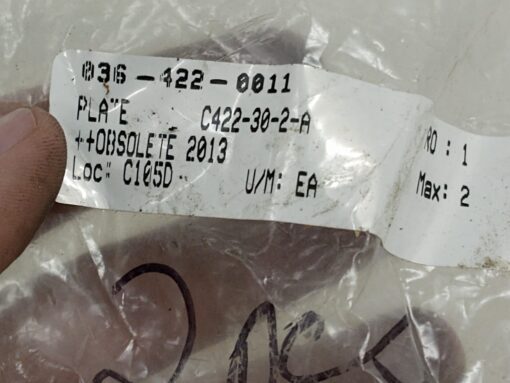 036-422-0011
PLATE C422-30-2-A
++OBSOLETE 2013
RO : 1
Loc: C105D U/M: EA Max: 2